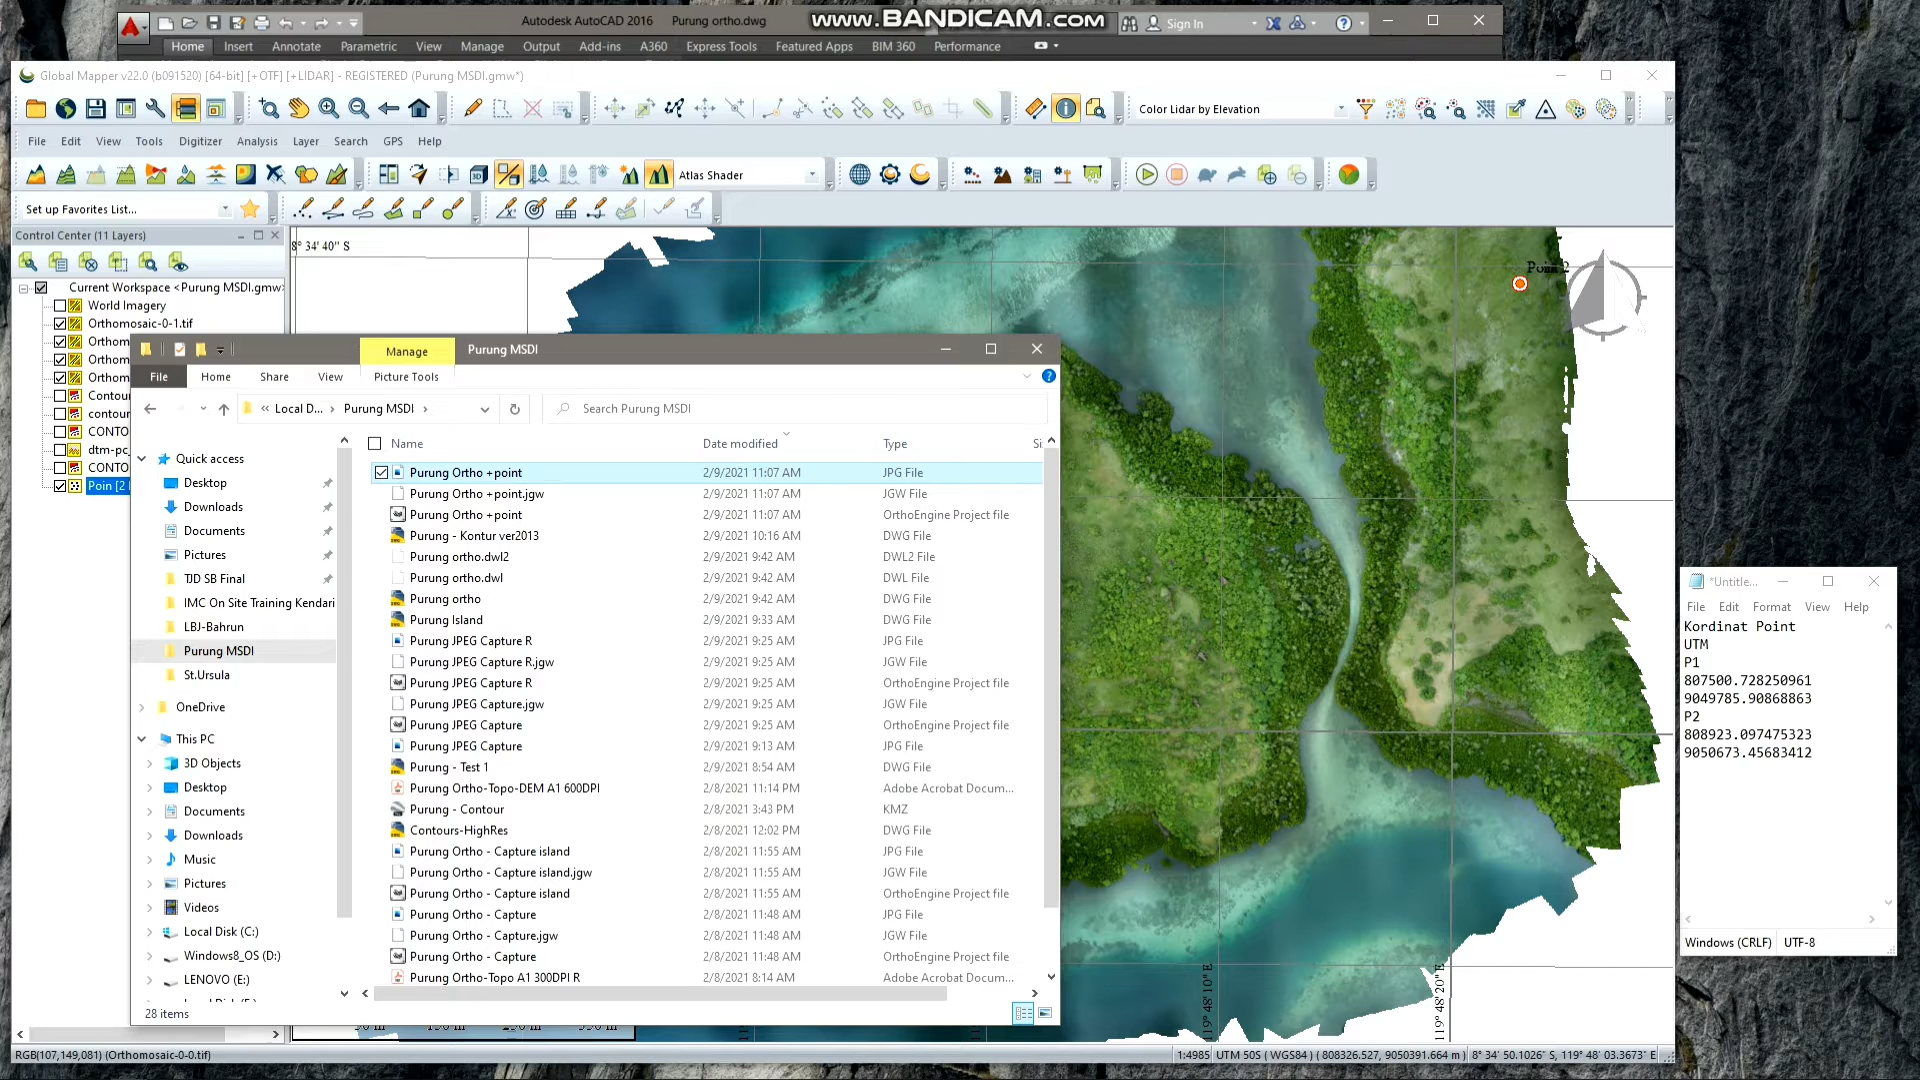 Autodesk AutoCAD 2016 Purung ortho.dwg
WWW.BANDICAM.COM
Sign In
Home Insert Annotate Parametric View Manage Output Add-ins A360 Express Tools Featured Apps BIM 360 Performance
Global Mapper v22.0 (b091520) [64-bit] [+OTF] [+LIDAR] - REGISTERED (Purung MSDI.gmw*)
Color Lidar by Elevation
File Edit View Tools Digitizer Analysis Layer Search GPS Help
Atlas Shader
Set up Favorites List...
Control Center (11 Layers)
Current Workspace <Purung MSDI.gmw>
World Imagery
Orthomosaic-0-1.tif
Orthom
Orthom
Orthom
Contou
contour
CONTO
dtm-pc_
CONTO
Poin [2
8° 34' 40" S
Point 2
119° 48' 10" E
119° 48' 20" E
Manage Purung MSDI
File Home Share View Picture Tools
« Local D... › Purung MSDI ›
Search Purung MSDI
Name Date modified Type Si
Quick access
Desktop
Downloads
Documents
Pictures
TJD SB Final
IMC On Site Training Kendari
LBJ-Bahrun
Purung MSDI
St.Ursula
OneDrive
This PC
3D Objects
Desktop
Documents
Downloads
Music
Pictures
Videos
Local Disk (C:)
Windows8_OS (D:)
LENOVO (E:)
Purung Ortho +point 2/9/2021 11:07 AM JPG File
Purung Ortho +point.jgw 2/9/2021 11:07 AM JGW File
Purung Ortho +point 2/9/2021 11:07 AM OrthoEngine Project file
Purung - Kontur ver2013 2/9/2021 10:16 AM DWG File
Purung ortho.dwl2 2/9/2021 9:42 AM DWL2 File
Purung ortho.dwl 2/9/2021 9:42 AM DWL File
Purung ortho 2/9/2021 9:42 AM DWG File
Purung Island 2/9/2021 9:33 AM DWG File
Purung JPEG Capture R 2/9/2021 9:25 AM JPG File
Purung JPEG Capture R.jgw 2/9/2021 9:25 AM JGW File
Purung JPEG Capture R 2/9/2021 9:25 AM OrthoEngine Project file
Purung JPEG Capture.jgw 2/9/2021 9:25 AM JGW File
Purung JPEG Capture 2/9/2021 9:25 AM OrthoEngine Project file
Purung JPEG Capture 2/9/2021 9:13 AM JPG File
Purung - Test 1 2/9/2021 8:54 AM DWG File
Purung Ortho-Topo-DEM A1 600DPI 2/8/2021 11:14 PM Adobe Acrobat Docum...
Purung - Contour 2/8/2021 3:43 PM KMZ
Contours-HighRes 2/8/2021 12:02 PM DWG File
Purung Ortho - Capture island 2/8/2021 11:55 AM JPG File
Purung Ortho - Capture island.jgw 2/8/2021 11:55 AM JGW File
Purung Ortho - Capture island 2/8/2021 11:55 AM OrthoEngine Project file
Purung Ortho - Capture 2/8/2021 11:48 AM JPG File
Purung Ortho - Capture.jgw 2/8/2021 11:48 AM JGW File
Purung Ortho - Capture 2/8/2021 11:48 AM OrthoEngine Project file
Purung Ortho-Topo A1 300DPI R 2/8/2021 8:14 AM Adobe Acrobat Docum...
28 items
*Untitle...
File Edit Format View Help
Kordinat Point
UTM
P1
807500.728250961
9049785.90868863
P2
808923.097475323
9050673.45683412
Windows (CRLF) UTF-8
RGB(107,149,081) (Orthomosaic-0-0.tif)
1:4985 UTM 50S ( WGS84 ) ( 808326.527, 9050391.664 m ) 8° 34' 50.1026" S, 119° 48' 03.3673" E